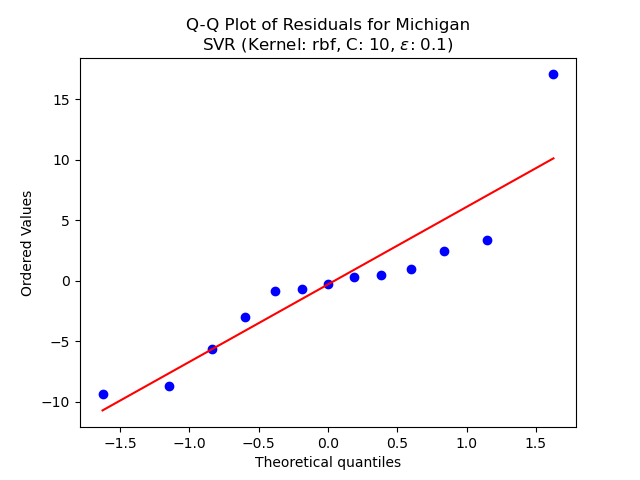 Q-Q Plot of Residuals for Michigan
SVR (Kernel: rbf, C: 10, ε: 0.1)
Ordered Values
15
10
5
0
−5
−10
−1.5 −1.0 −0.5 0.0 0.5 1.0 1.5
Theoretical quantiles